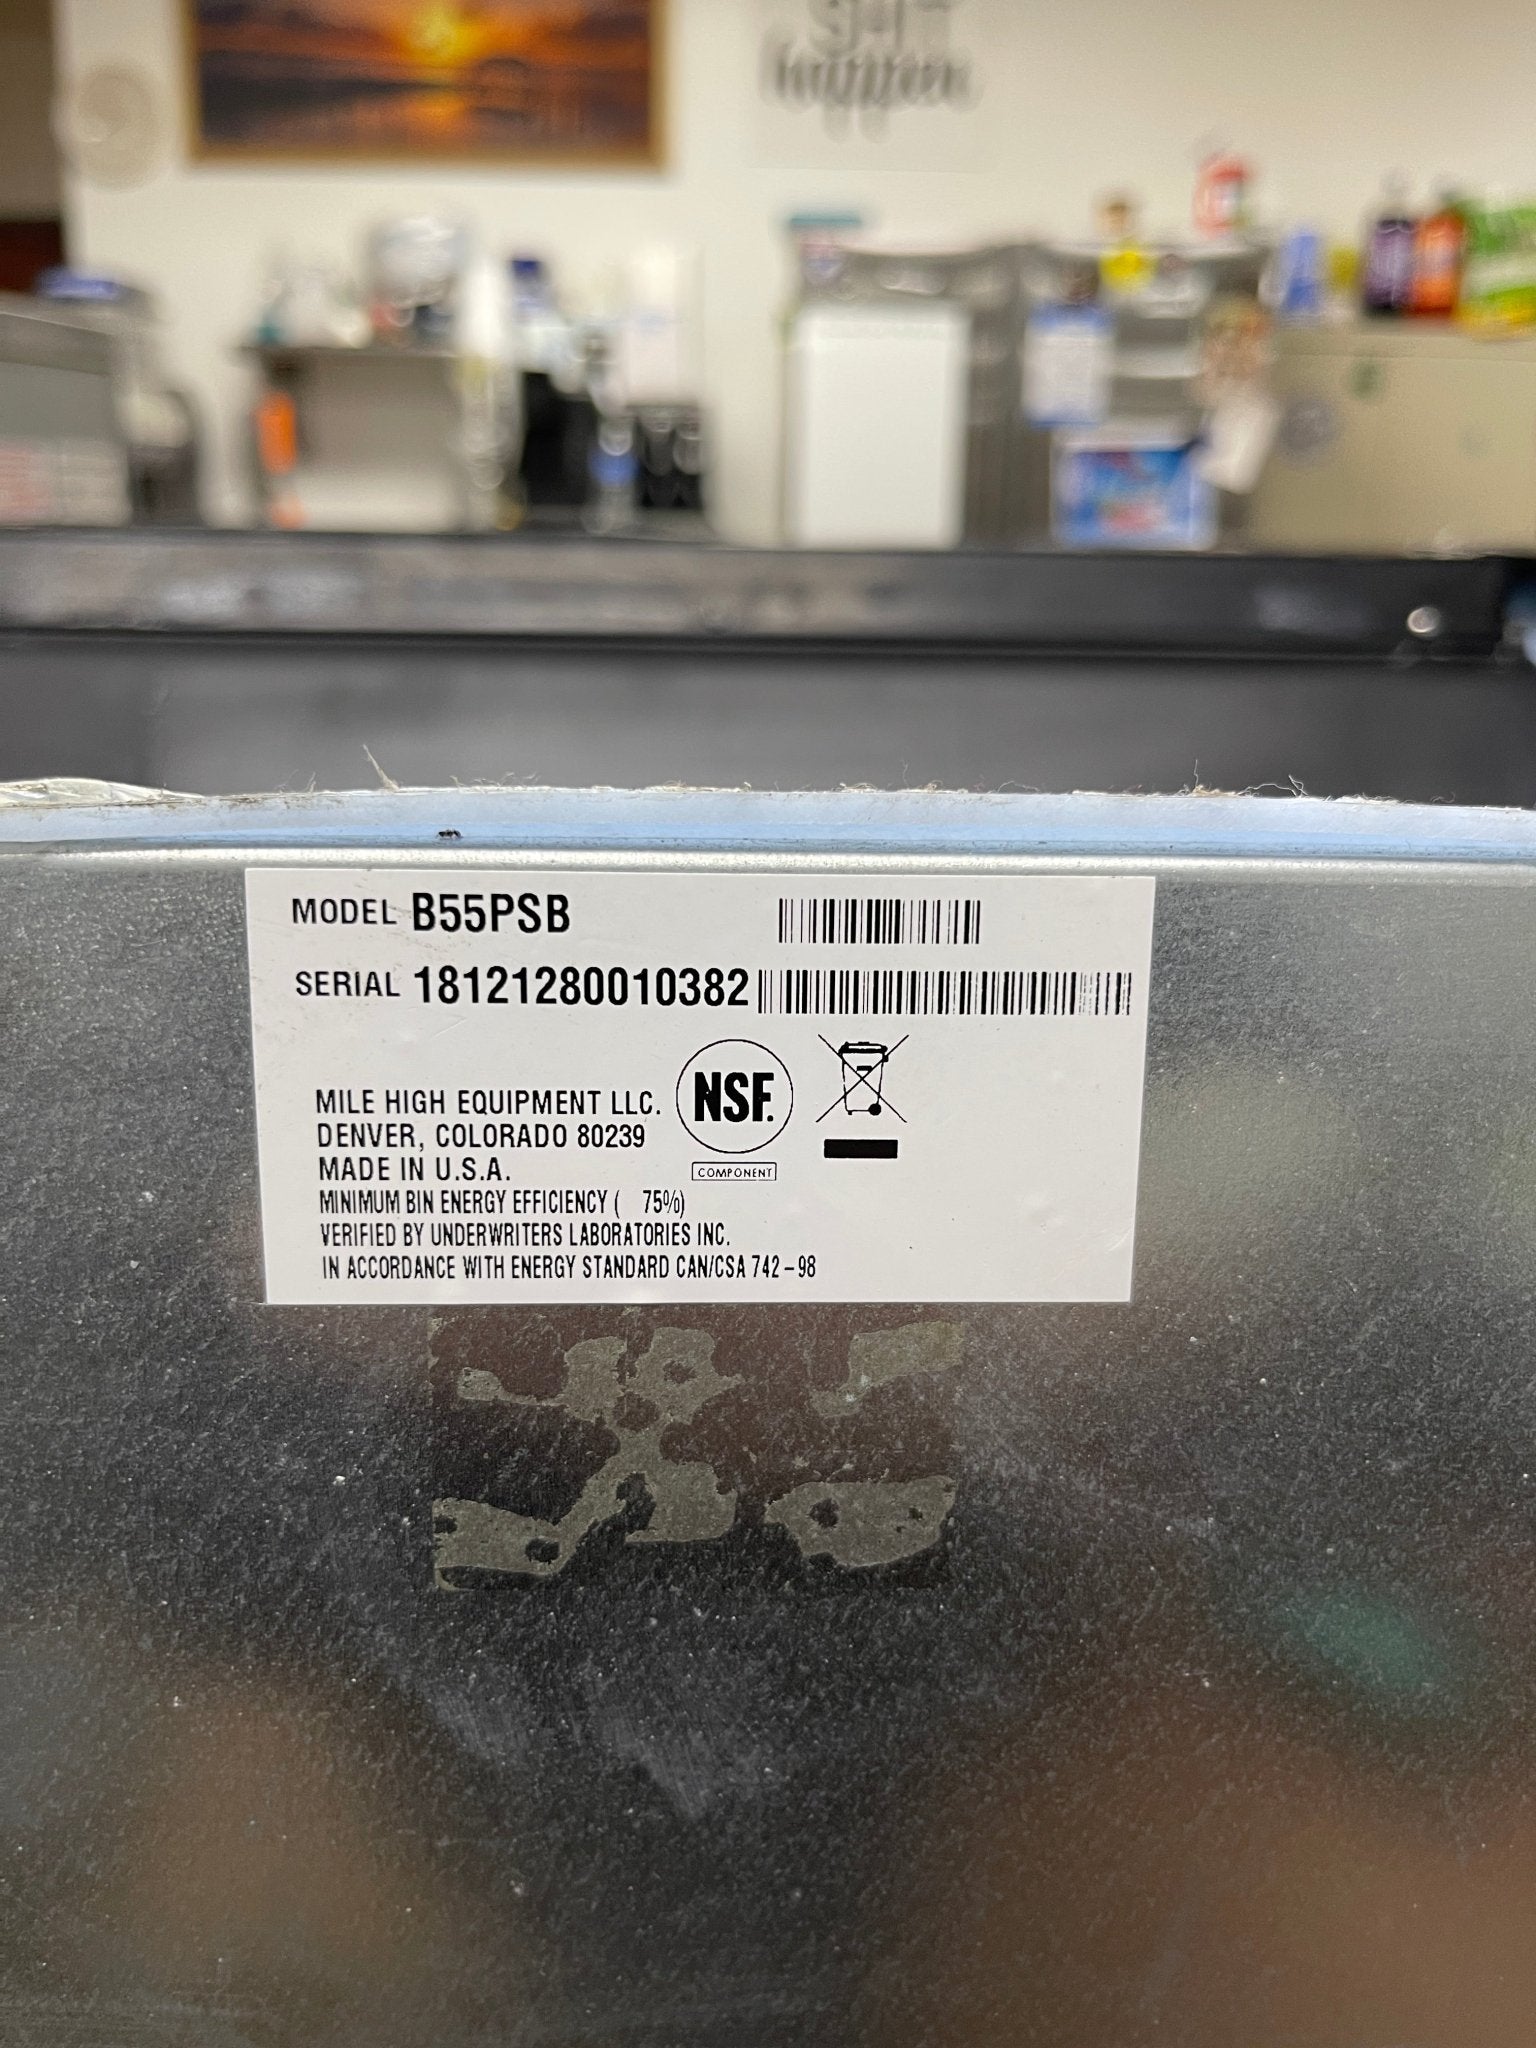 happen
MODEL B55PSB
SERIAL 18121280010382
NSF.
COMPONENT
MILE HIGH EQUIPMENT LLC.
DENVER, COLORADO 80239
MADE IN U.S.A.
MINIMUM BIN ENERGY EFFICIENCY ( 75%)
VERIFIED BY UNDERWRITERS LABORATORIES INC.
IN ACCORDANCE WITH ENERGY STANDARD CAN/CSA 742-98